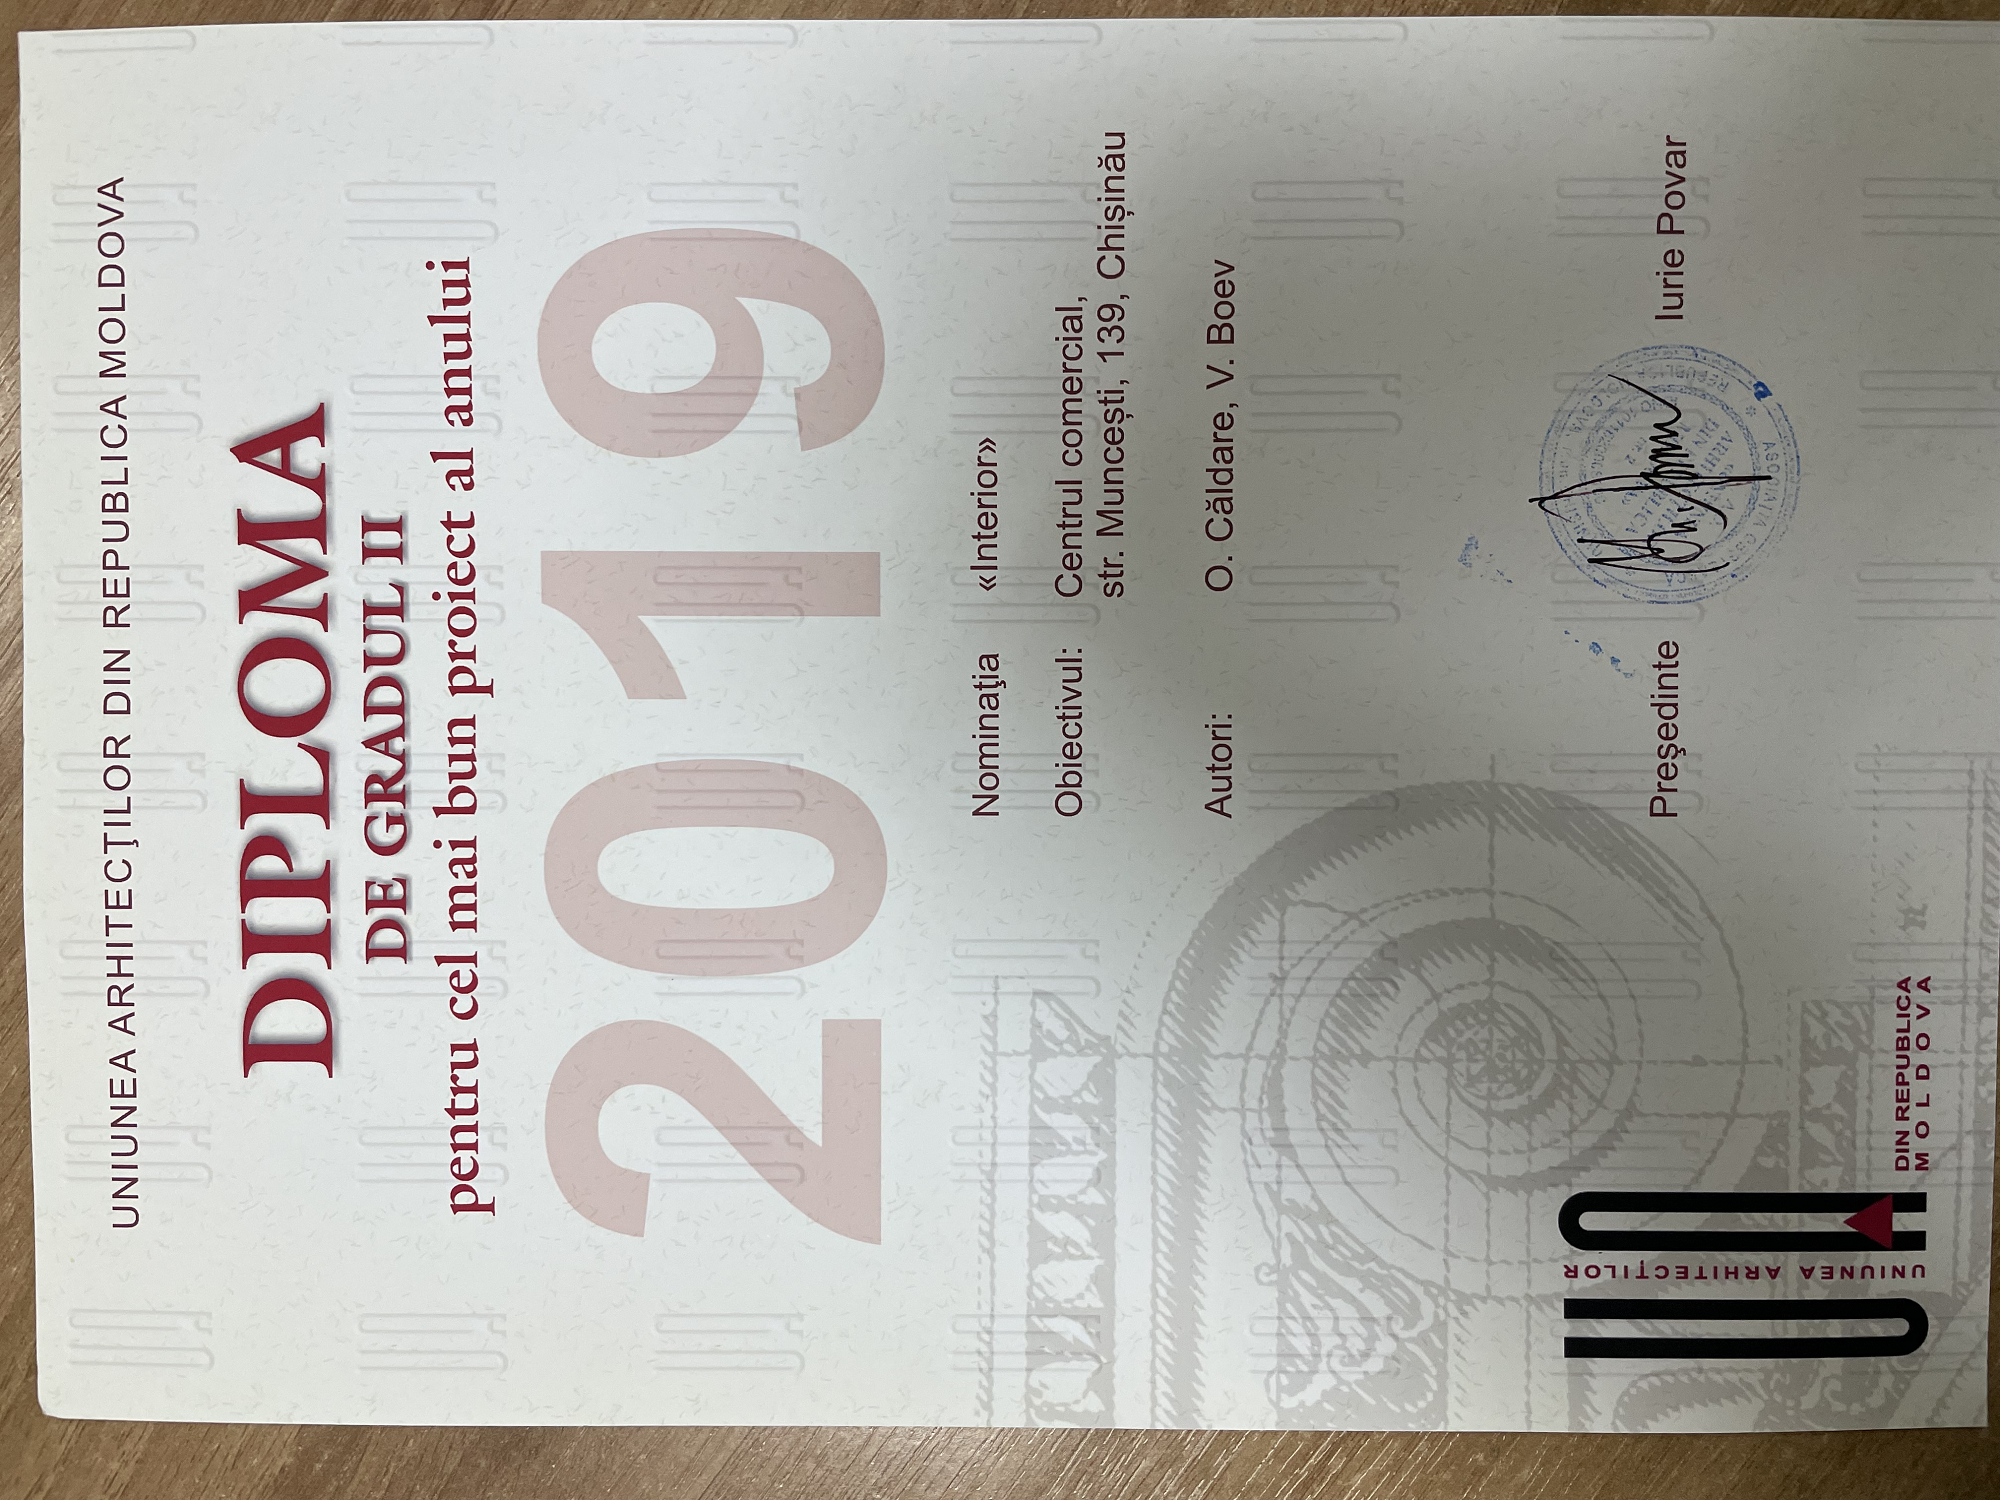 UNIUNEA ARHITECŢILOR DIN REPUBLICA MOLDOVA
DIPLOMA
DE GRADUL II
pentru cel mai bun proiect al anului
2019
Nominaţia «Interior»
Obiectivul: Centrul comercial,
str. Muncești, 139, Chișinău
Autori: O. Căldare, V. Boev
Preşedinte Iurie Povar
UNIUNEA ARHITECŢILOR
DIN REPUBLICA
MOLDOVA